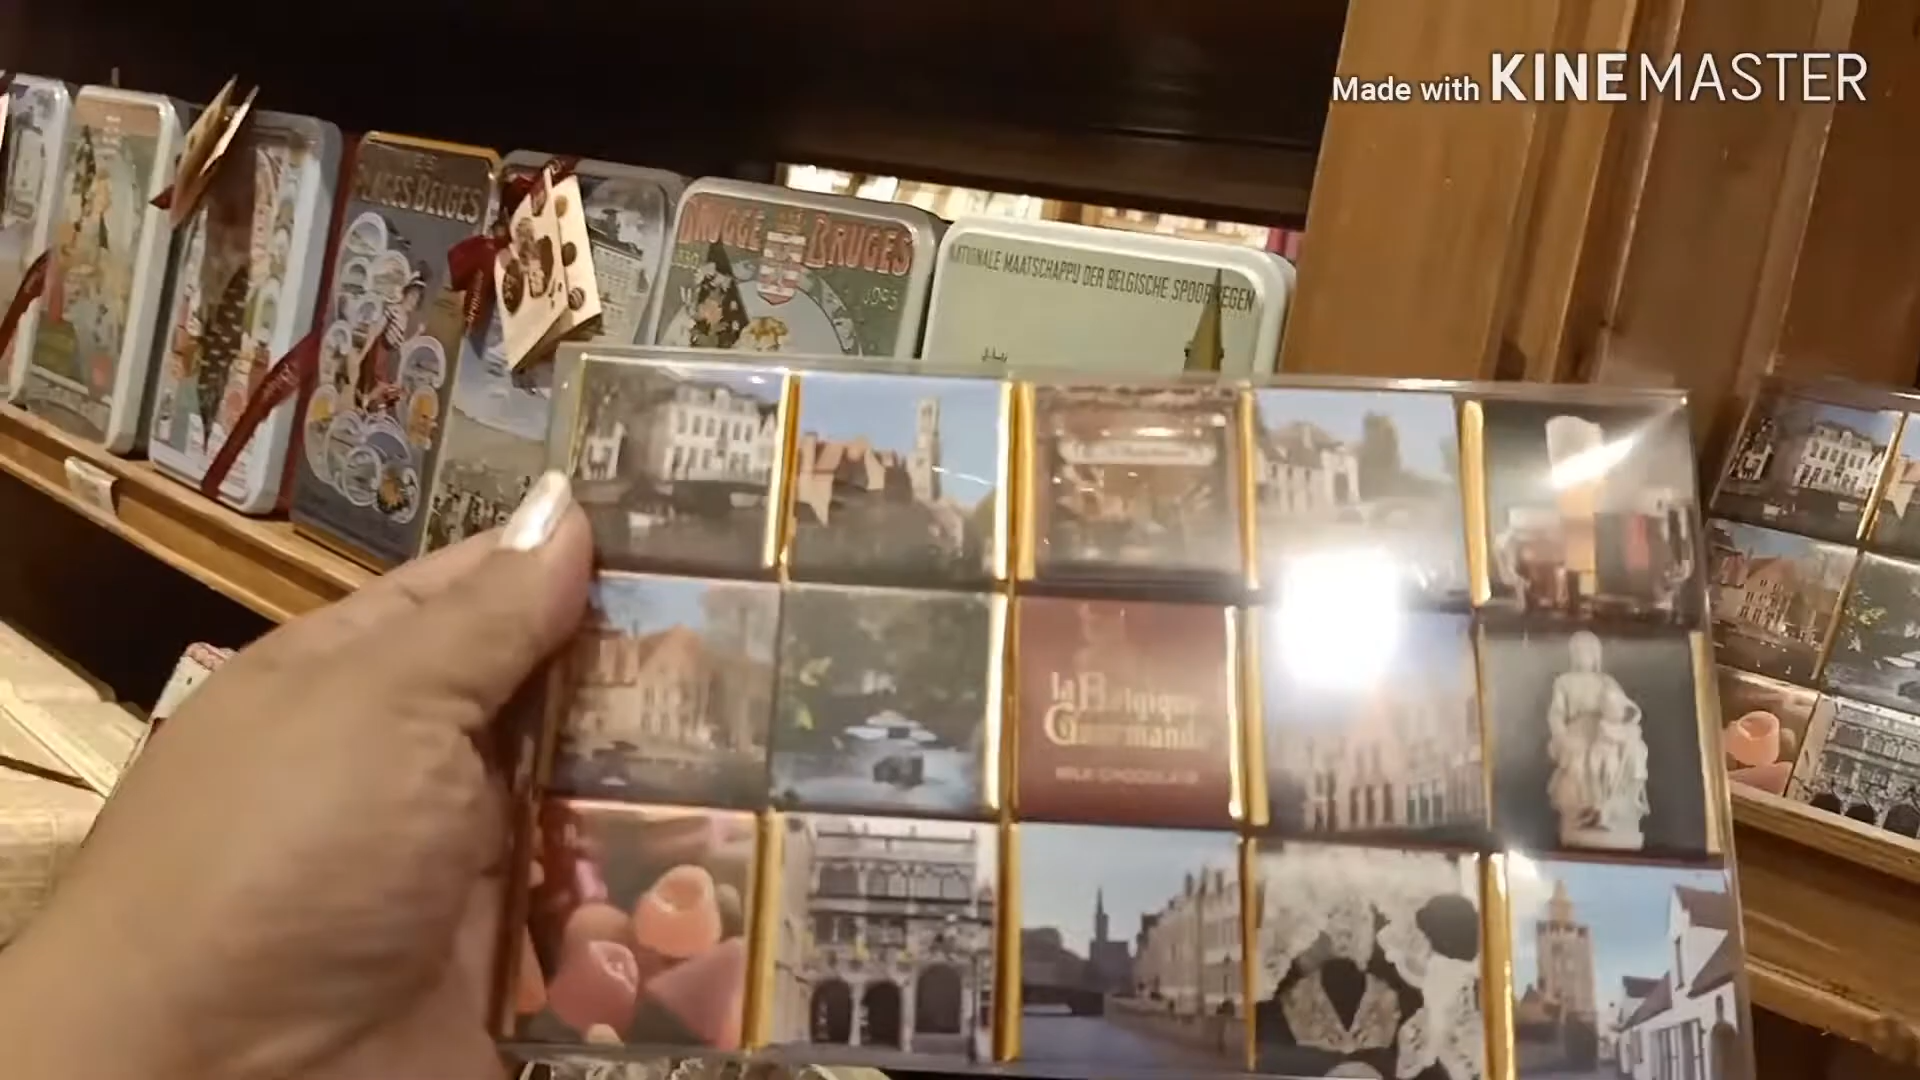 Made with KINEMASTER
PLAGES BELGES
BRUGGE BRUGES
NATIONALE MAATSCHAPPIJ DER BELGISCHE SPOORWEGEN
la Belgique
Gourmande
MILK CHOCOLATE